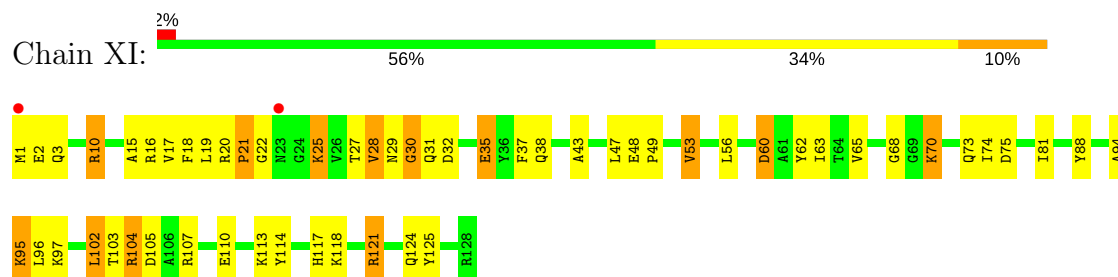 2%
Chain XI:
56% 34% 10%
M1 E2 Q3 R10 A15 R16 V17 F18 L19 R20 P21 G22 N23 G24 K25 V26 T27 V28 N29 G30 Q31 D32 E35 Y36 F37 Q38 A43 L47 E48 P49 V53 L56 D60 A61 Y62 I63 T64 V65 G68 G69 K70 Q73 I74 D75 I81 Y88 A94
K95 L96 K97 L102 T103 R104 D105 A106 R107 E110 K113 Y114 H117 K118 R121 Q124 Y125 R128